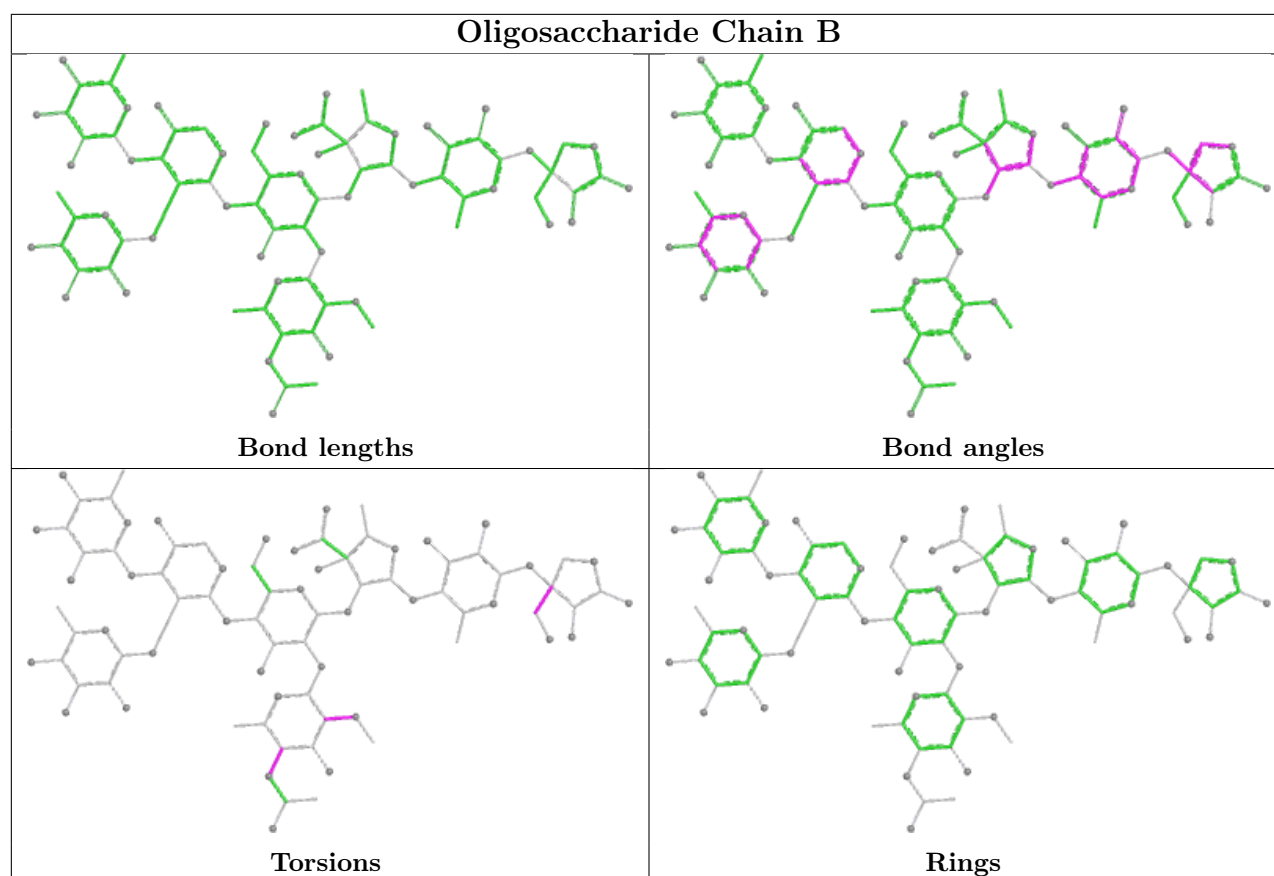 Oligosaccharide Chain B
Bond lengths
Bond angles
Torsions
Rings